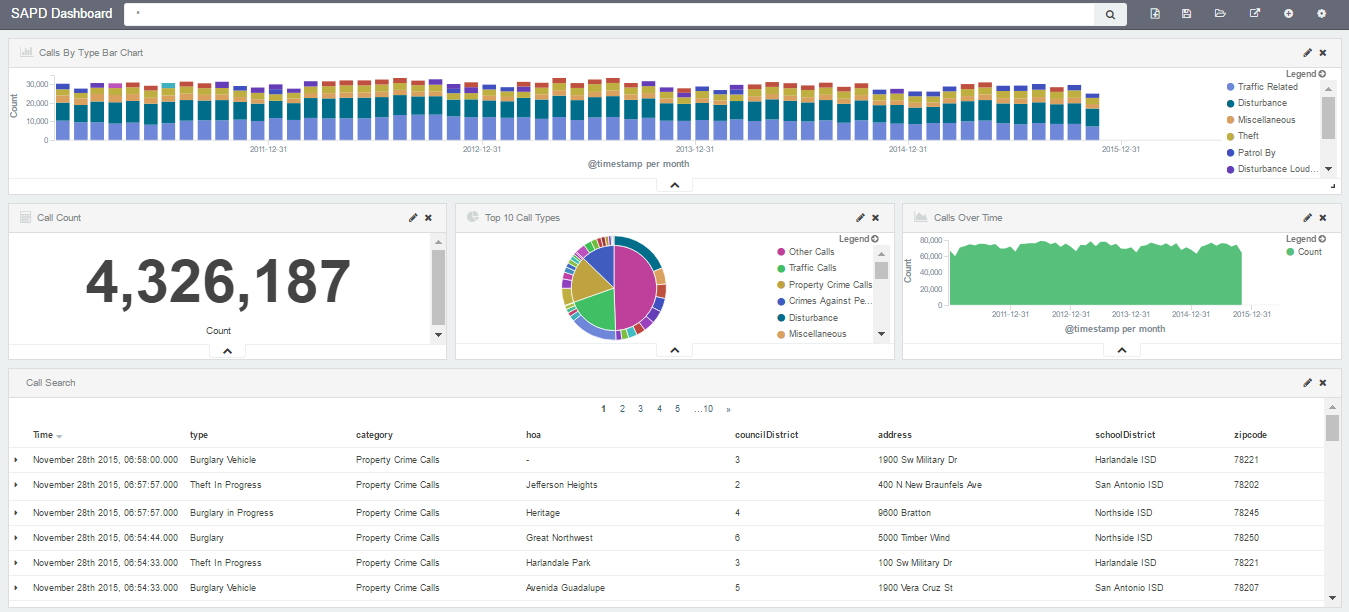 SAPD Dashboard
*
Calls By Type Bar Chart
Legend
Count
30,000
20,000
10,000
0
2011-12-31 2012-12-31 2013-12-31 2014-12-31 2015-12-31
@timestamp per month
Traffic Related
Disturbance
Miscellaneous
Theft
Patrol By
Disturbance Loud...
Call Count
4,326,187
Count
Top 10 Call Types
Legend
Other Calls
Traffic Calls
Property Crime Calls
Crimes Against Pe...
Disturbance
Miscellaneous
Calls Over Time
Legend
Count
Count
80,000
60,000
40,000
20,000
0
2011-12-31 2012-12-31 2013-12-31 2014-12-31 2015-12-31
@timestamp per month
Call Search
1 2 3 4 5 ...10 »
Time type category hoa councilDistrict address schoolDistrict zipcode
November 28th 2015, 06:58:00.000 Burglary Vehicle Property Crime Calls - 3 1900 Sw Military Dr Harlandale ISD 78221
November 28th 2015, 06:57:57.000 Theft In Progress Property Crime Calls Jefferson Heights 2 400 N New Braunfels Ave San Antonio ISD 78202
November 28th 2015, 06:57:57.000 Burglary in Progress Property Crime Calls Heritage 4 9600 Bratton Northside ISD 78245
November 28th 2015, 06:54:44.000 Burglary Property Crime Calls Great Northwest 6 5000 Timber Wind Northside ISD 78250
November 28th 2015, 06:54:33.000 Theft In Progress Property Crime Calls Harlandale Park 3 100 Sw Military Dr Harlandale ISD 78221
November 28th 2015, 06:54:33.000 Burglary Vehicle Property Crime Calls Avenida Guadalupe 5 1900 Vera Cruz St San Antonio ISD 78207